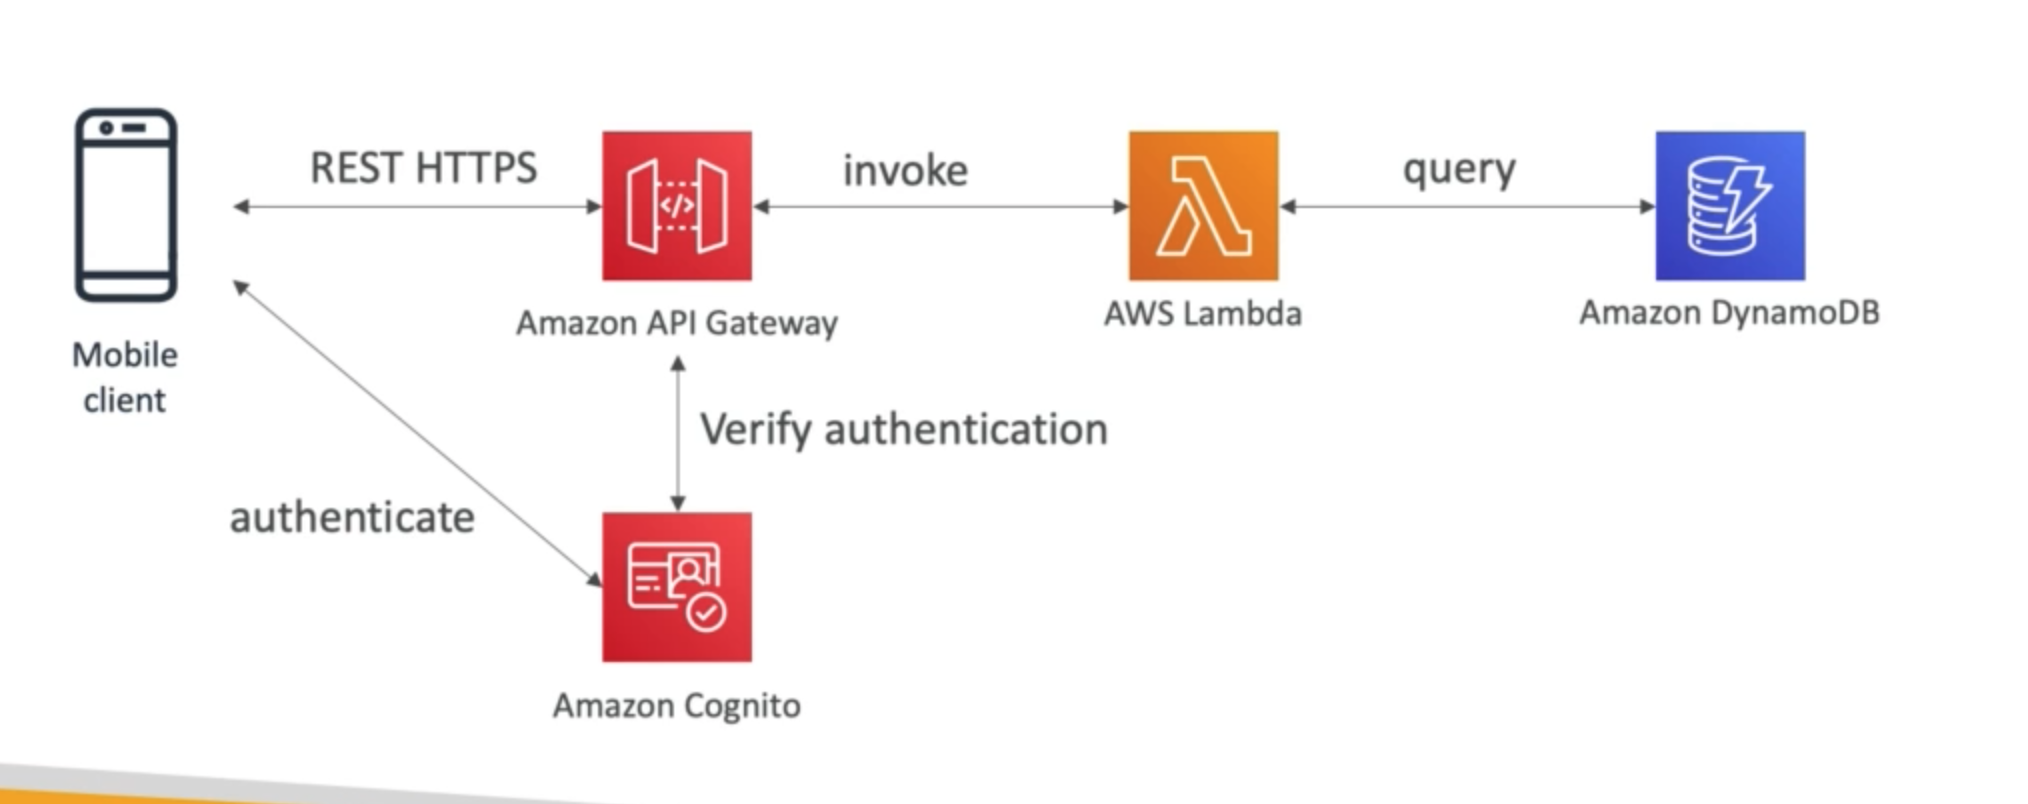 REST HTTPS
invoke
query
</>
Amazon API Gateway
AWS Lambda
Amazon DynamoDB
Mobile
client
Verify authentication
authenticate
Amazon Cognito